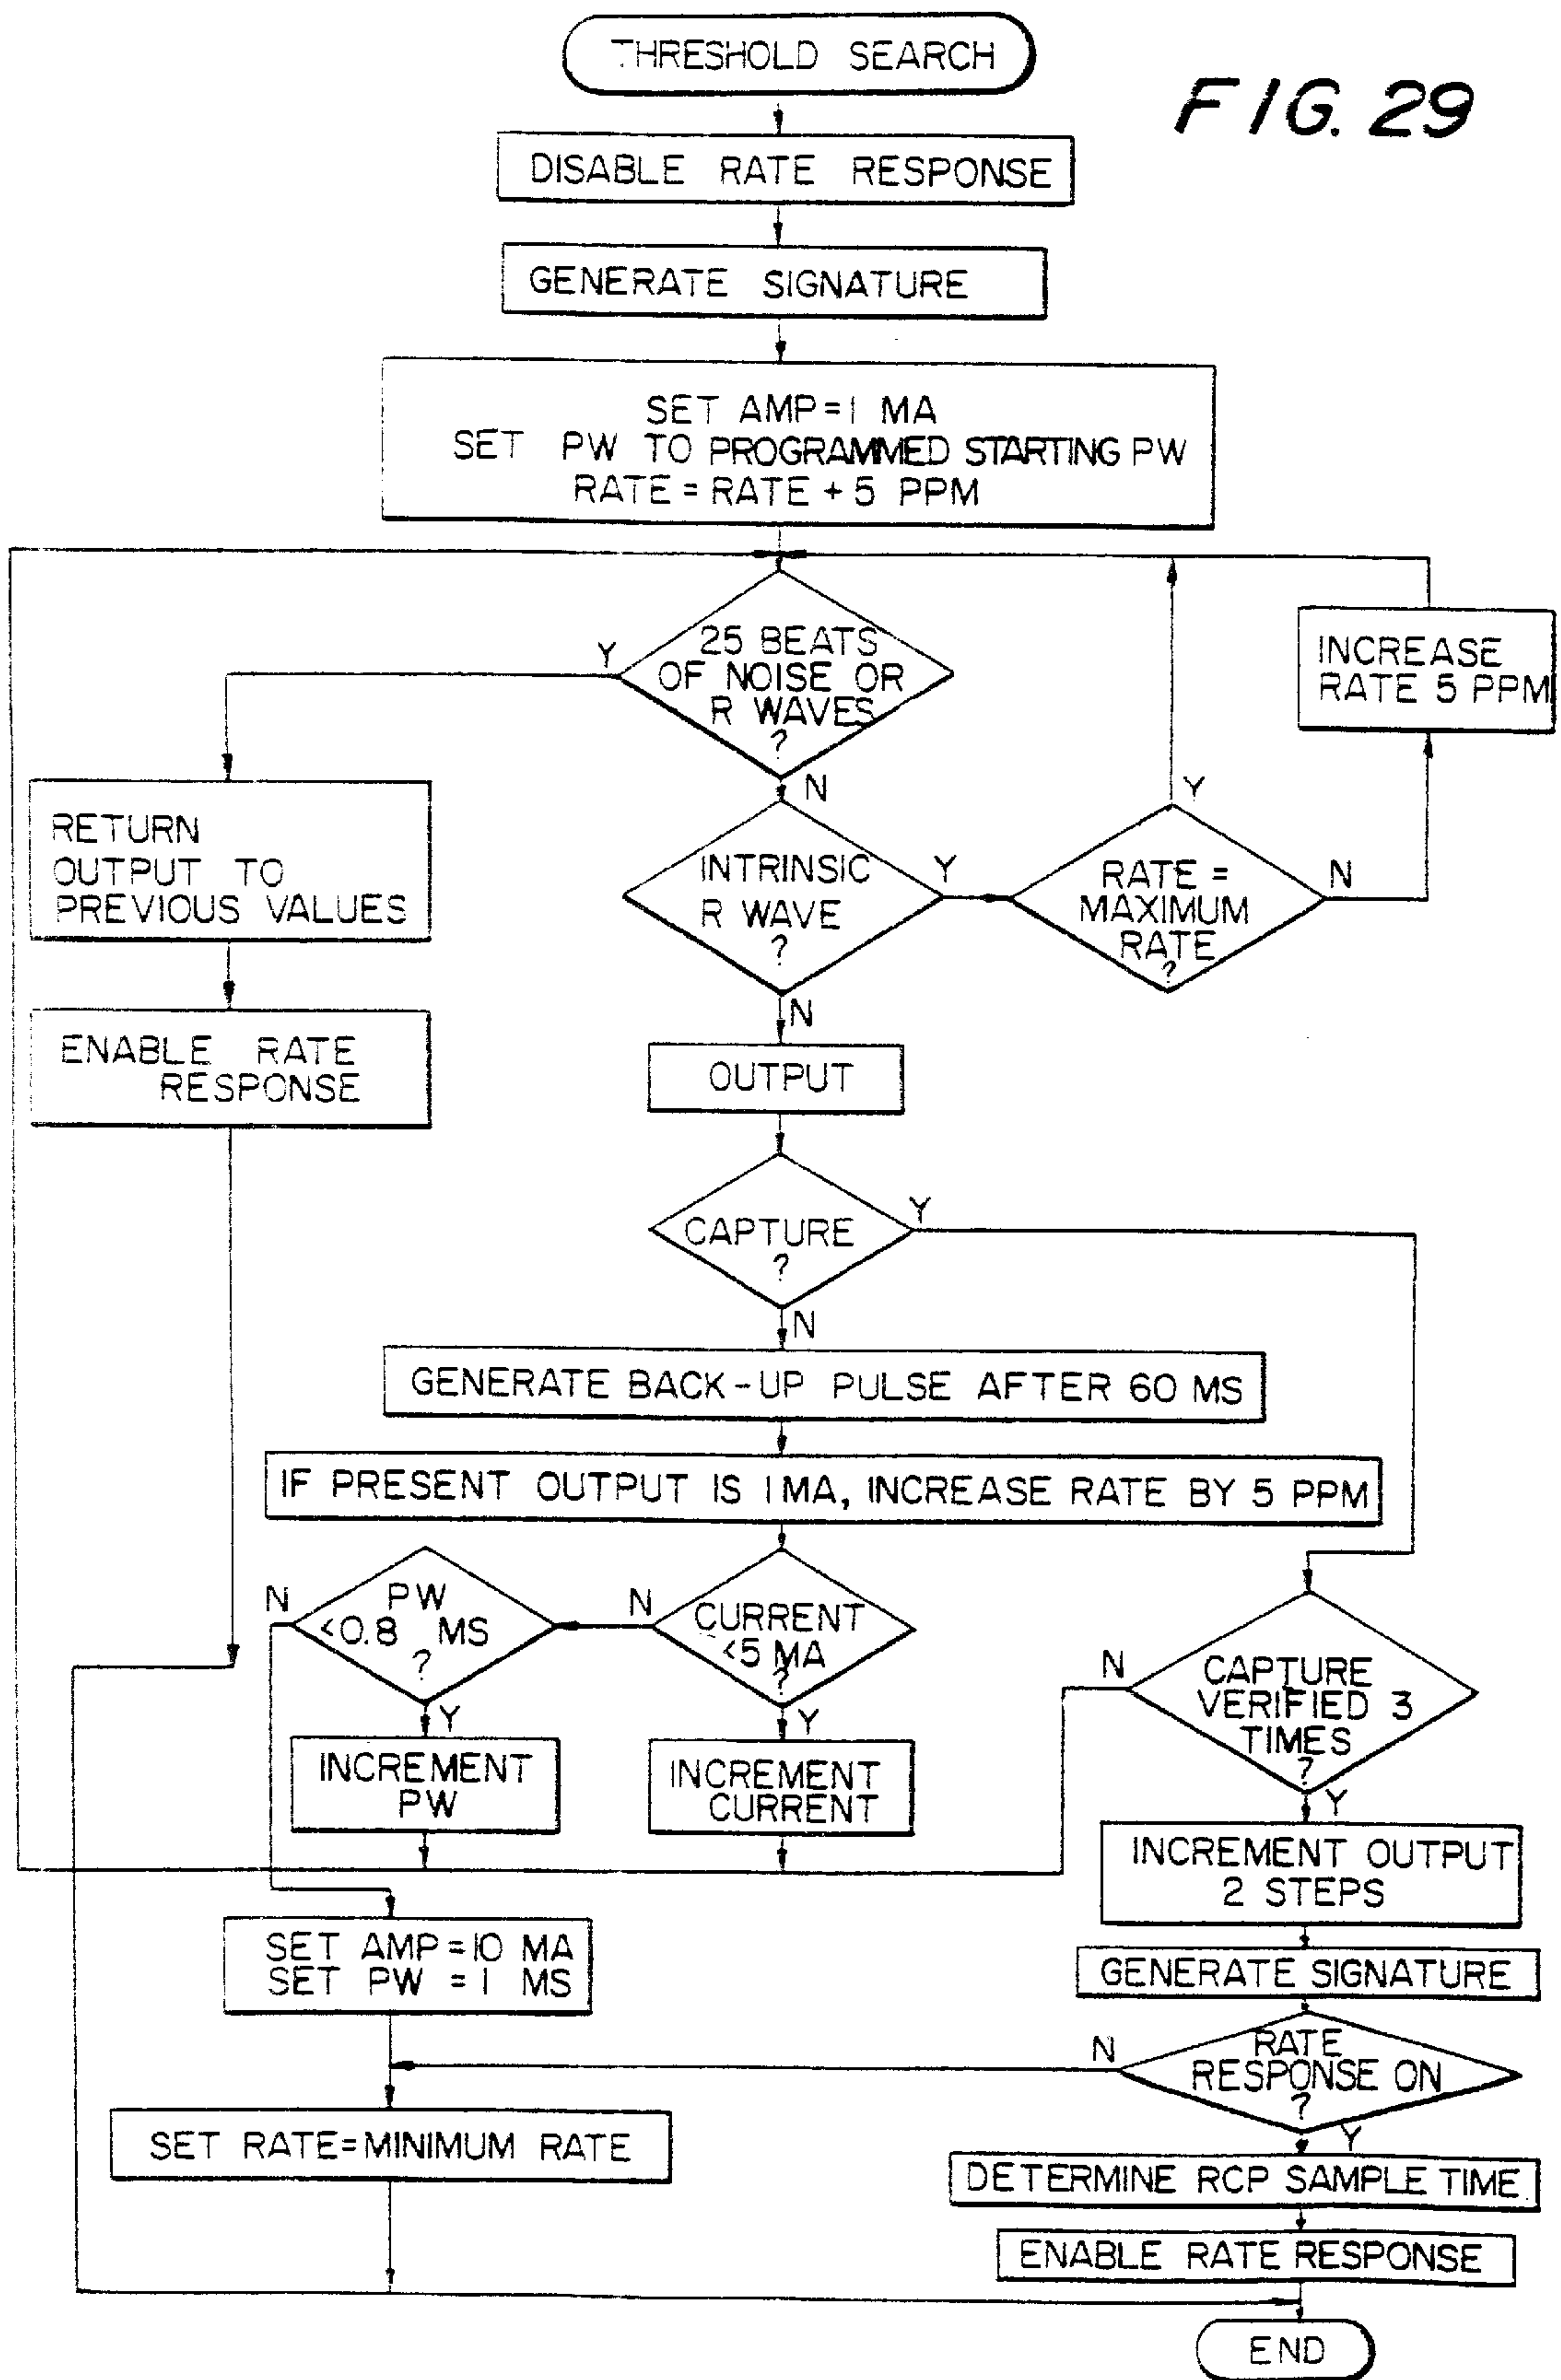 THRESHOLD SEARCH
FIG. 29
DISABLE RATE RESPONSE
GENERATE SIGNATURE
SET AMP=1 MA
SET PW TO PROGRAMMED STARTING PW
RATE=RATE+5 PPM
25 BEATS
OF NOISE OR
R WAVES
?
Y
N
INCREASE
RATE 5 PPM
RETURN
OUTPUT TO
PREVIOUS VALUES
INTRINSIC
R WAVE
?
Y
N
RATE =
MAXIMUM
RATE
?
Y
N
ENABLE RATE
RESPONSE
OUTPUT
CAPTURE
?
Y
N
GENERATE BACK-UP PULSE AFTER 60 MS
IF PRESENT OUTPUT IS 1MA, INCREASE RATE BY 5 PPM
PW
<0.8 MS
?
N
Y
CURRENT
<5 MA
?
N
Y
CAPTURE
VERIFIED 3
TIMES
?
N
Y
INCREMENT
PW
INCREMENT
CURRENT
INCREMENT OUTPUT
2 STEPS
SET AMP=10 MA
SET PW =1 MS
GENERATE SIGNATURE
RATE
RESPONSE ON
?
N
Y
SET RATE=MINIMUM RATE
DETERMINE RCP SAMPLE TIME
ENABLE RATE RESPONSE
END